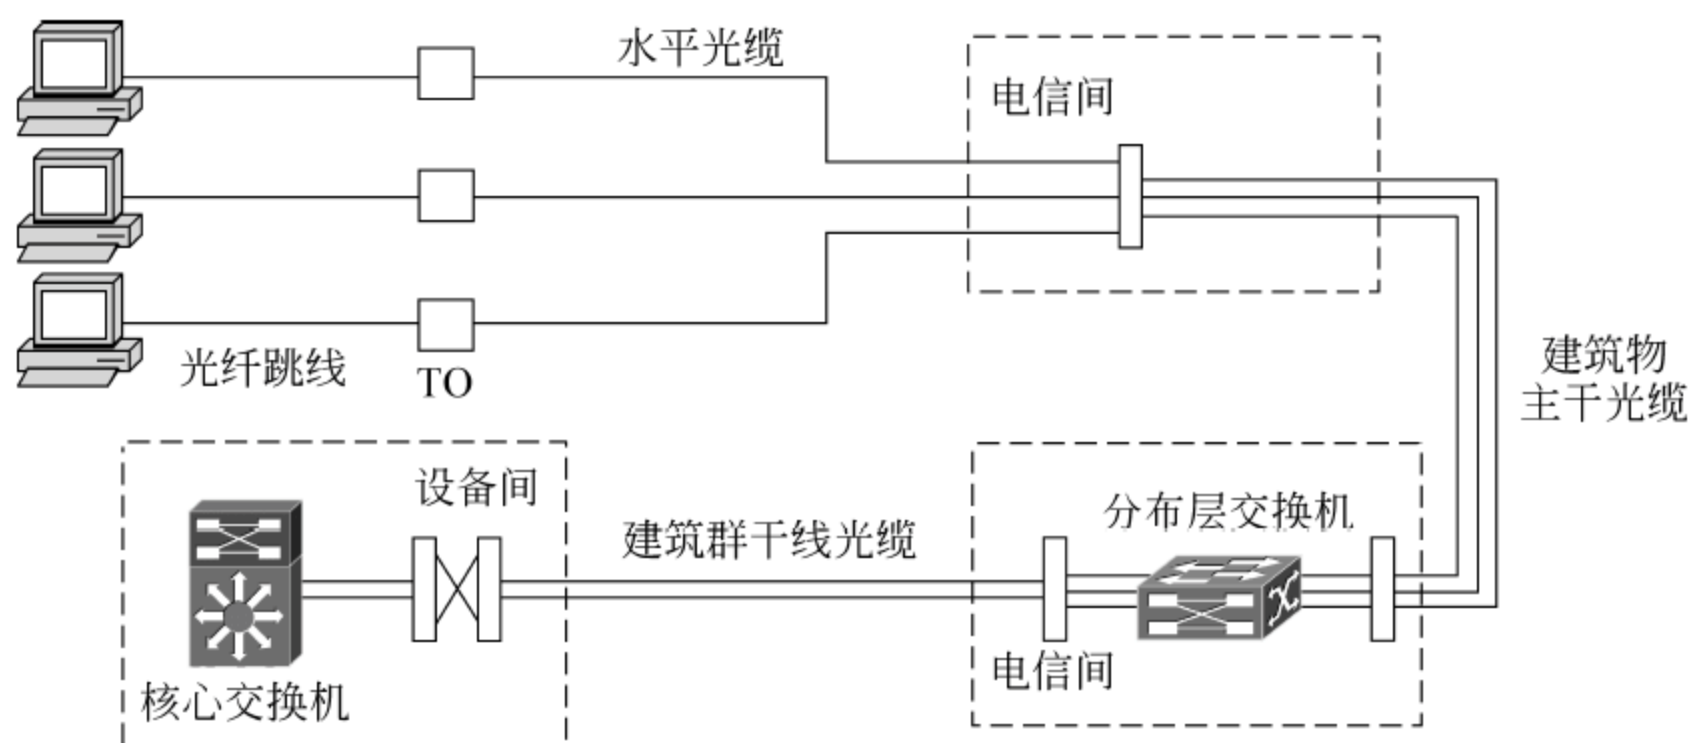 水平光缆
电信间
光纤跳线
TO
建筑物
主干光缆
设备间
建筑群干线光缆
分布层交换机
电信间
核心交换机